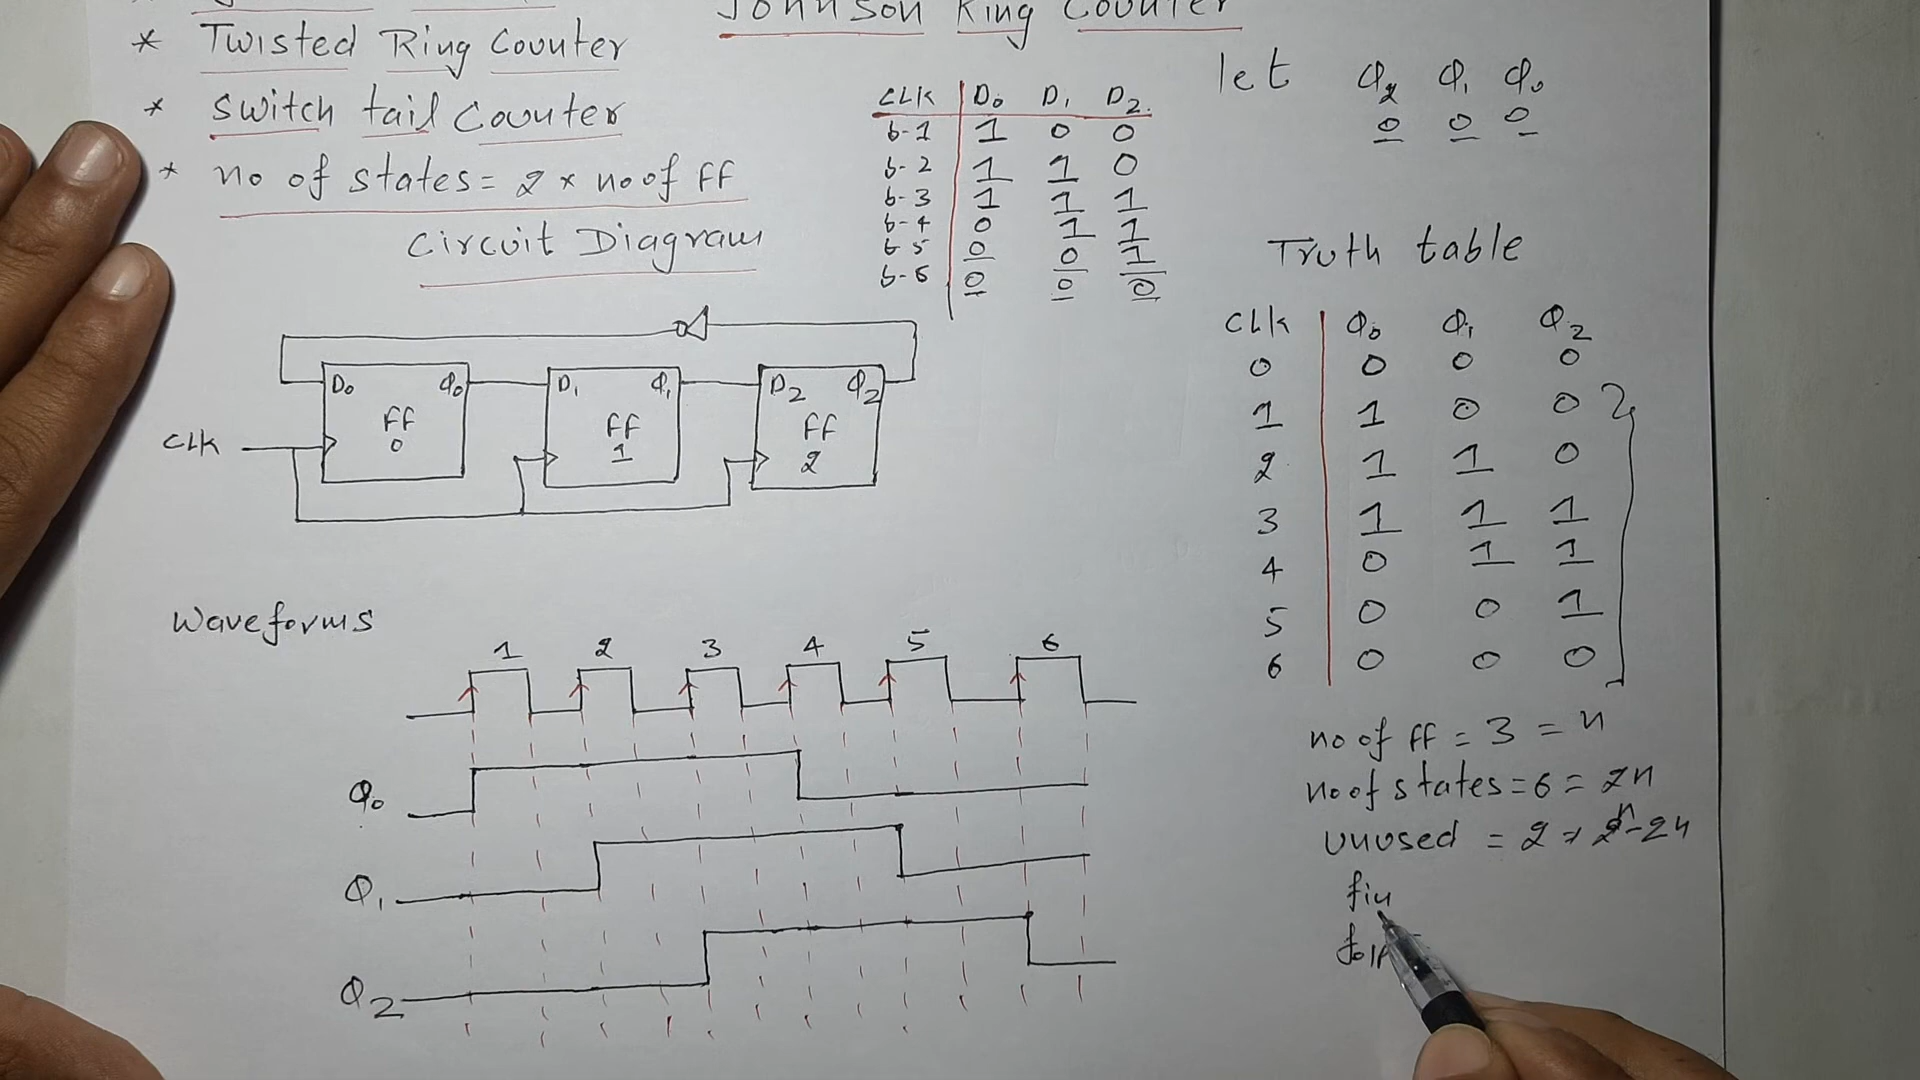 Johnson Ring Counter
* Twisted Ring Counter
* Switch tail Counter
* no of states = 2 * no of ff
Circuit Diagram
CLK D0 D1 D2
6-1 1 0 0
6-2 1 1 0
6-3 1 1 1
6-4 0 1 1
6-5 0 0 1
6-6 0 0 0
let Q2 Q1 Q0
0 0 0
D0 Q0
FF
0
D1 Q1
FF
1
D2 Q2
FF
2
CLK
Truth table
CLK Q0 Q1 Q2
0 0 0 0
1 1 0 0
2 1 1 0
3 1 1 1
4 0 1 1
5 0 0 1
6 0 0 0
Waveforms
1 2 3 4 5 6
Q0
Q1
Q2
no of ff = 3 = n
no of states = 6 = 2n
unused = 2 → 2^n - 2n
fin